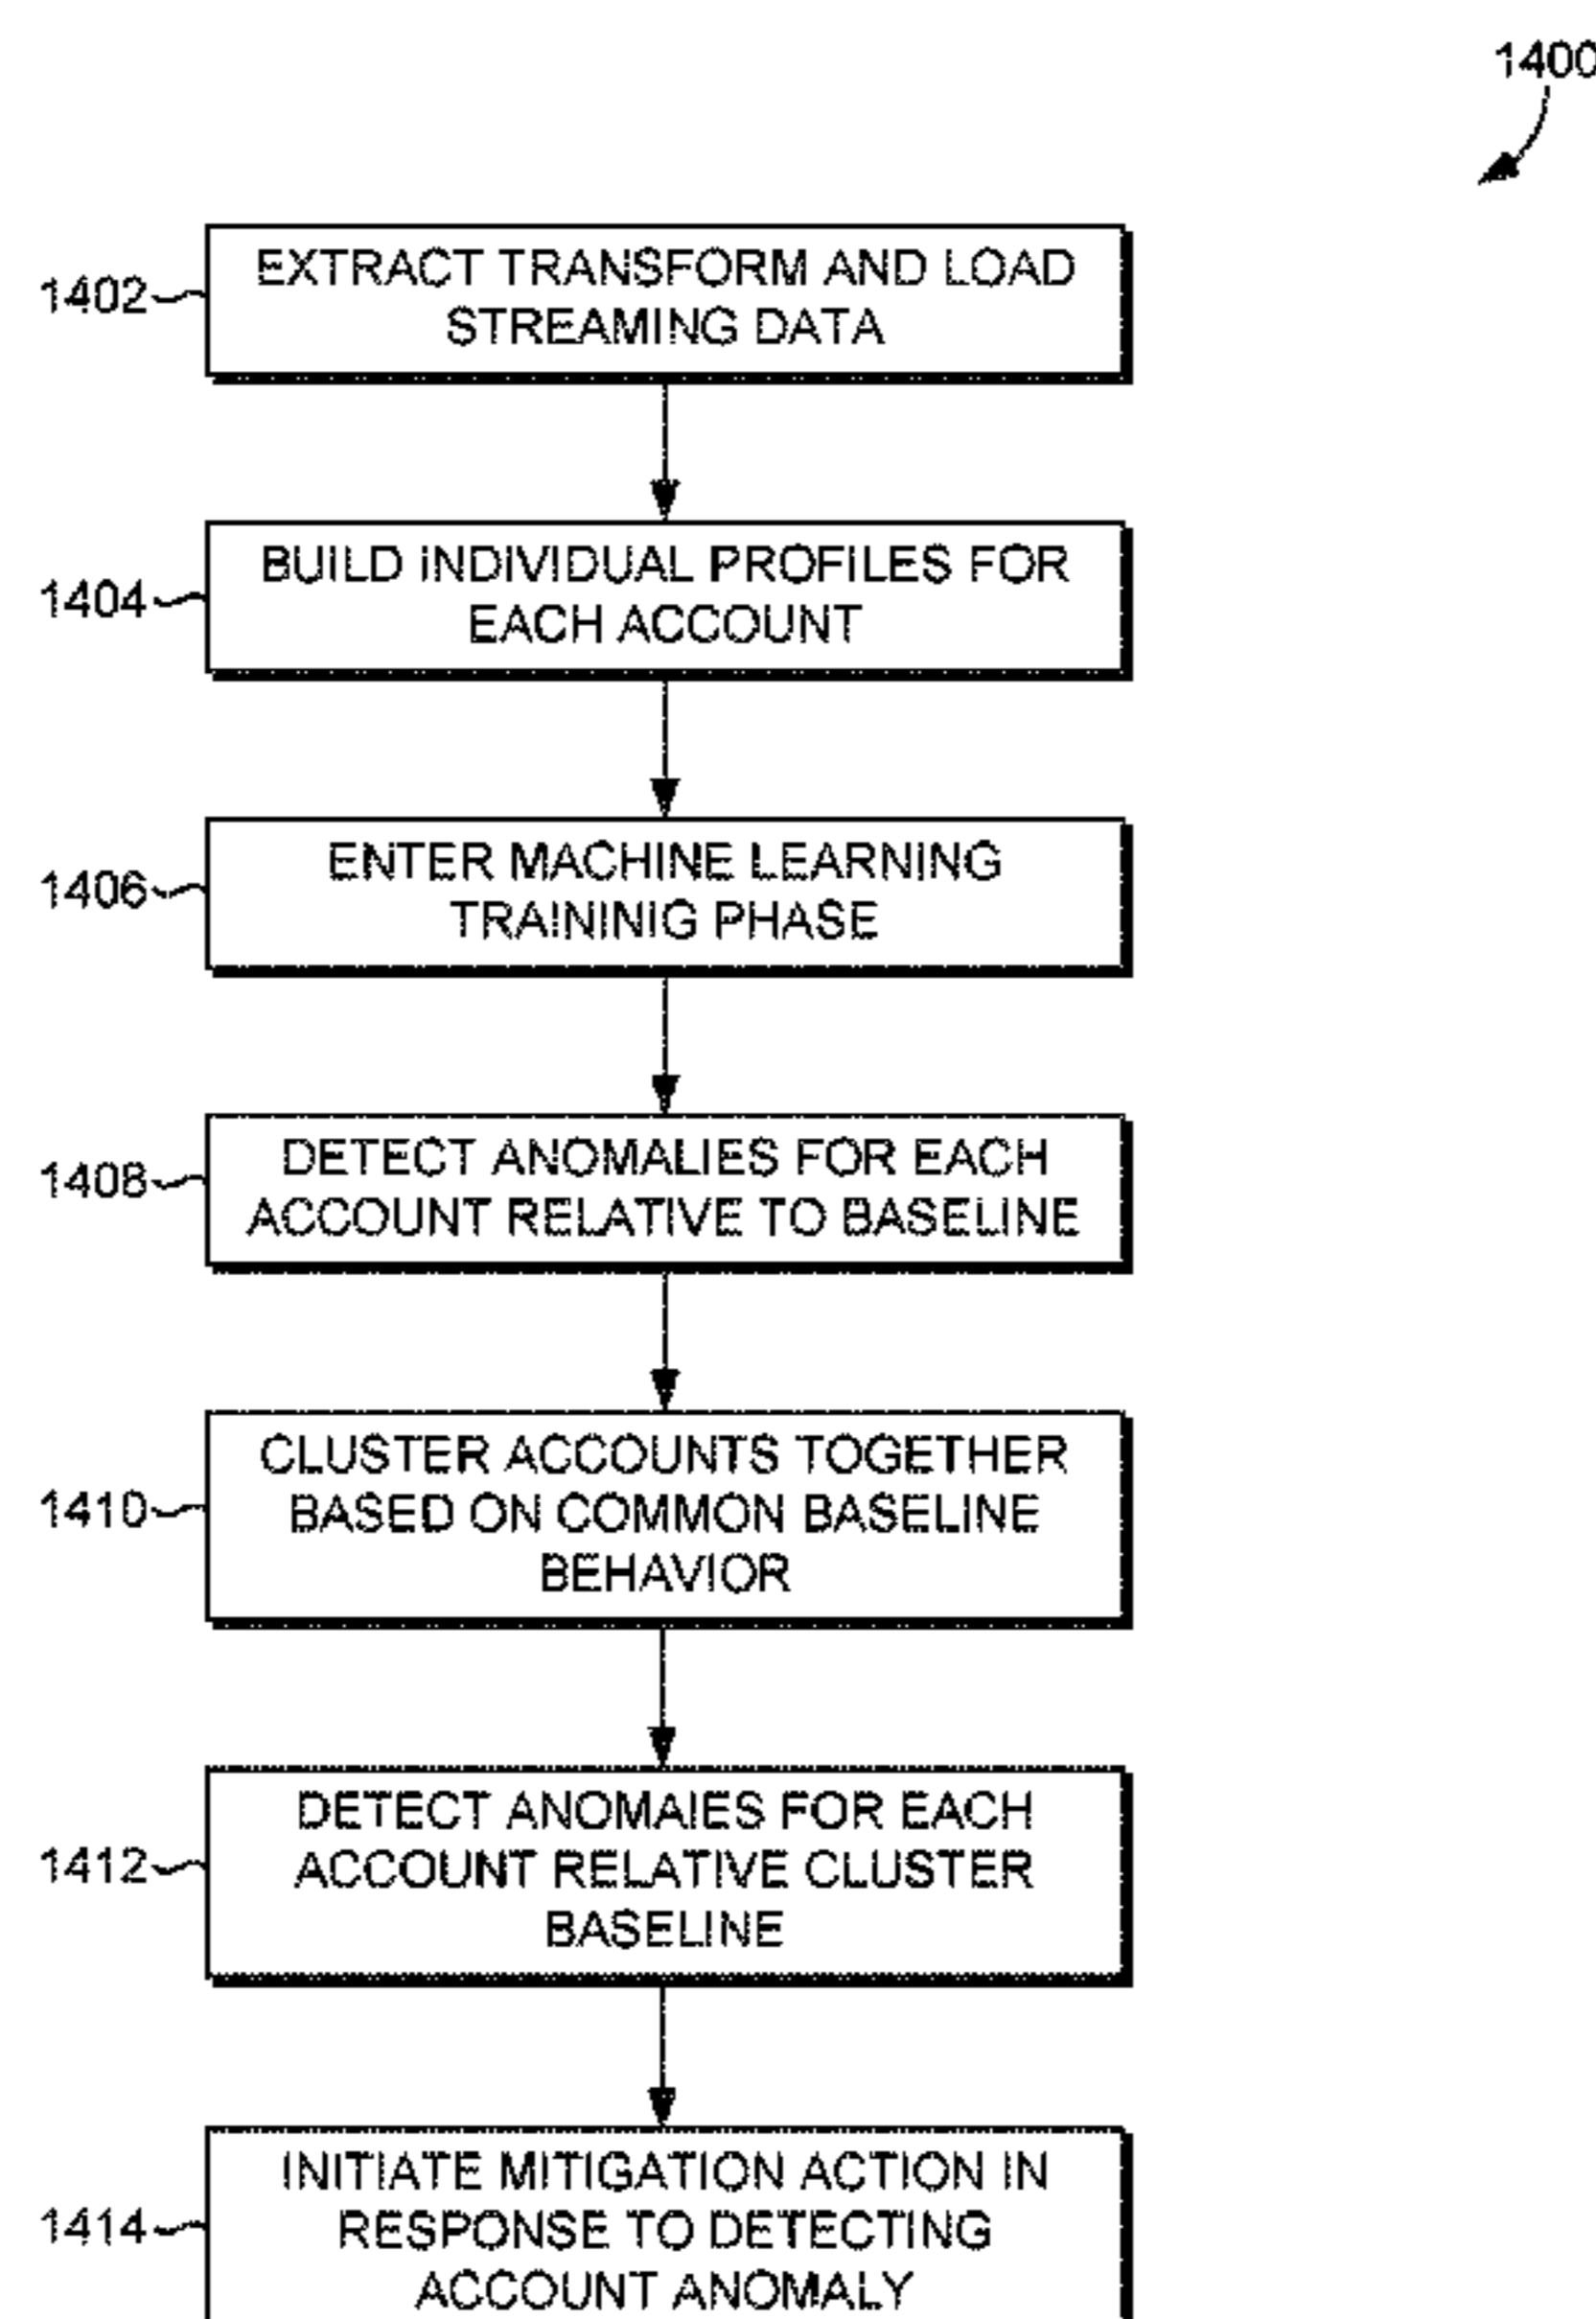 1400
1402
EXTRACT TRANSFORM AND LOAD
STREAMING DATA
1404
BUILD INDIVIDUAL PROFILES FOR
EACH ACCOUNT
1406
ENTER MACHINE LEARNING
TRAININIG PHASE
1408
DETECT ANOMALIES FOR EACH
ACCOUNT RELATIVE TO BASELINE
1410
CLUSTER ACCOUNTS TOGETHER
BASED ON COMMON BASELINE
BEHAVIOR
1412
DETECT ANOMAIES FOR EACH
ACCOUNT RELATIVE CLUSTER
BASELINE
1414
INITIATE MITIGATION ACTION IN
RESPONSE TO DETECTING
ACCOUNT ANOMALY